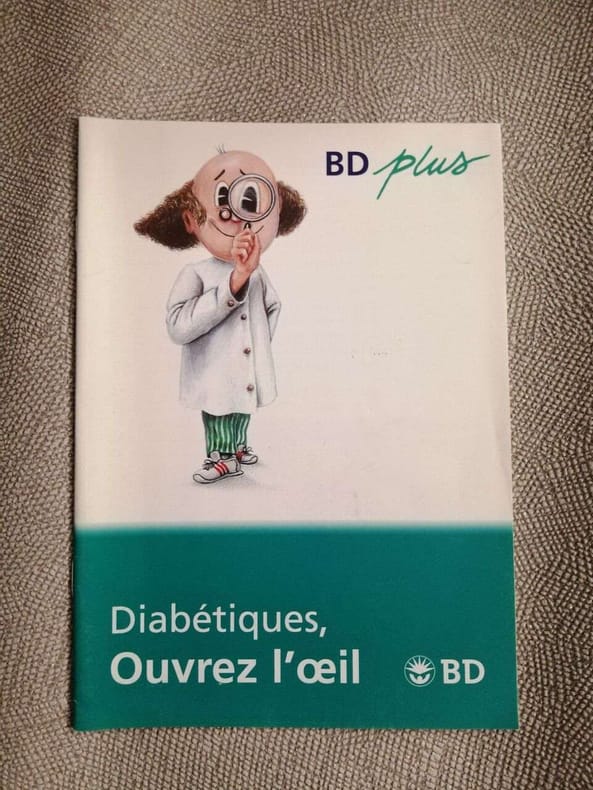 BD plus
Diabétiques,
Ouvrez l'œil
BD